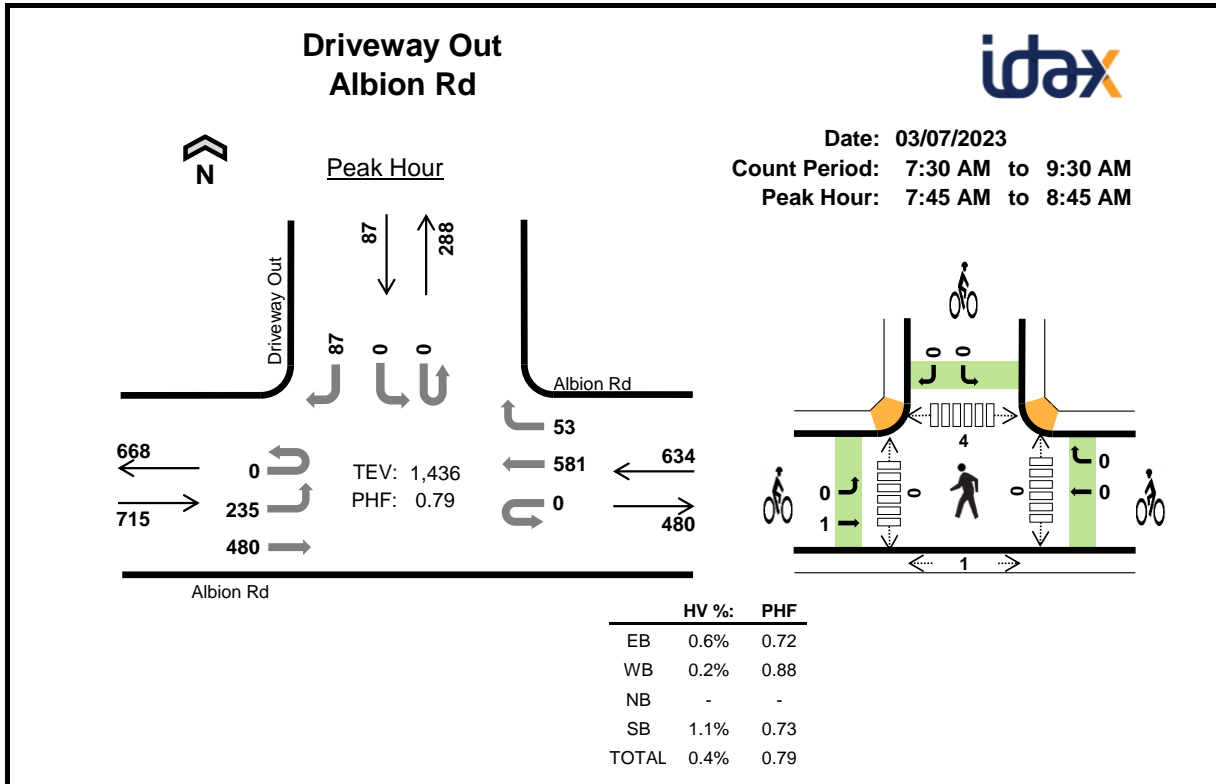 Driveway Out
Albion Rd
idax
Date: 03/07/2023
Count Period: 7:30 AM to 9:30 AM
Peak Hour: 7:45 AM to 8:45 AM
N
Peak Hour
87
288
Driveway Out
87
0
0
Albion Rd
53
581
0
634
480
668
715
0
235
480
TEV: 1,436
PHF: 0.79
Albion Rd
0
0
4
0
0
0
1
0
0
1
HV %: PHF
EB 0.6% 0.72
WB 0.2% 0.88
NB - -
SB 1.1% 0.73
TOTAL 0.4% 0.79